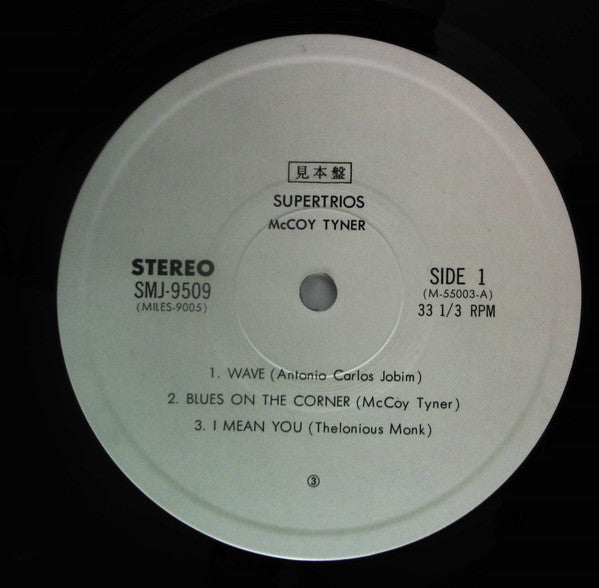 見本盤
SUPERTRIOS
McCOY TYNER
STEREO
SMJ-9509
(MILES-9005)
SIDE 1
(M-55003-A)
33 1/3 RPM
1. WAVE (Antonio Carlos Jobim)
2. BLUES ON THE CORNER (McCoy Tyner)
3. I MEAN YOU (Thelonious Monk)
③